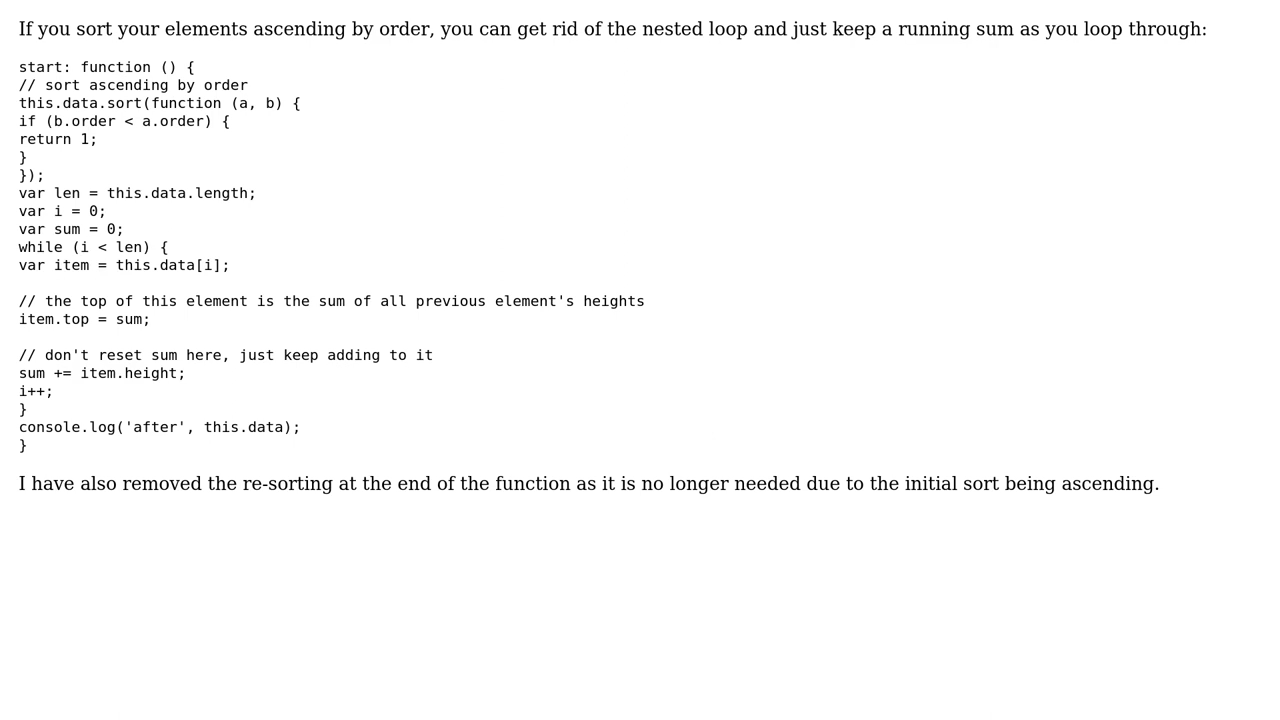 If you sort your elements ascending by order, you can get rid of the nested loop and just keep a running sum as you loop through:
start: function () {
// sort ascending by order
this.data.sort(function (a, b) {
if (b.order < a.order) {
return 1;
}
});
var len = this.data.length;
var i = 0;
var sum = 0;
while (i < len) {
var item = this.data[i];
// the top of this element is the sum of all previous element's heights
item.top = sum;
// don't reset sum here, just keep adding to it
sum += item.height;
i++;
}
console.log('after', this.data);
}
I have also removed the re-sorting at the end of the function as it is no longer needed due to the initial sort being ascending.